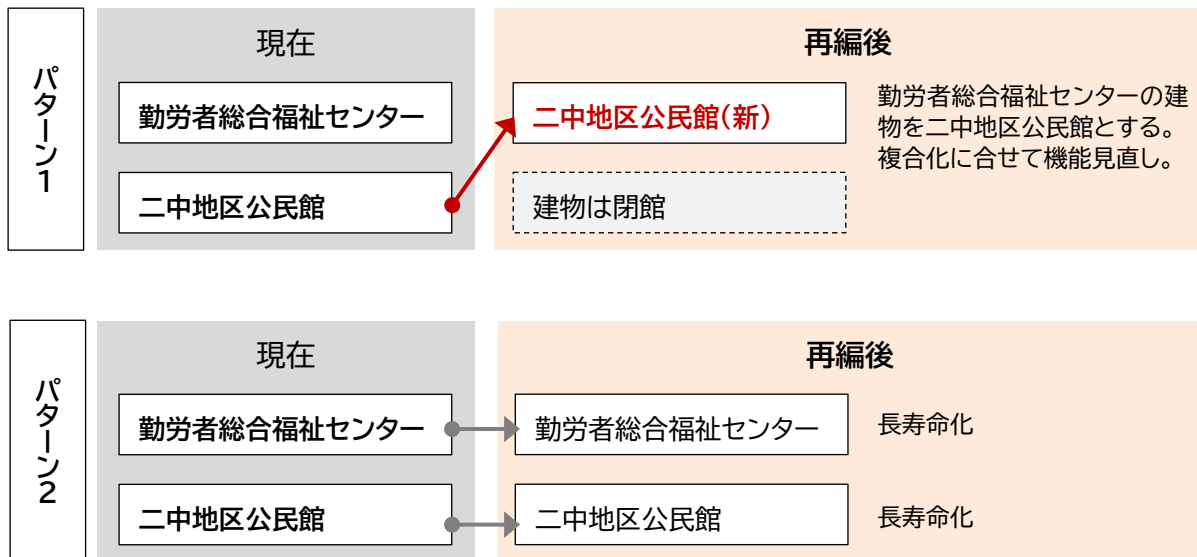 パターン1
現在
再編後
勤労者総合福祉センター
二中地区公民館(新)
勤労者総合福祉センターの建
物を二中地区公民館とする。
複合化に合せて機能見直し。
二中地区公民館
建物は閉館
パターン2
現在
再編後
勤労者総合福祉センター
勤労者総合福祉センター
長寿命化
二中地区公民館
二中地区公民館
長寿命化